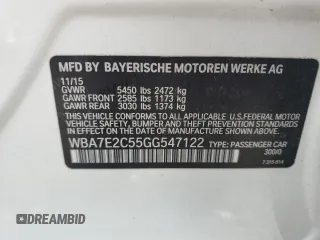 MFD BY BAYERISCHE MOTOREN WERKE AG
11/15
GVWR 5450 lbs 2472 kg
GAWR FRONT 2585 lbs 1173 kg
GAWR REAR 3030 lbs 1374 kg
THIS VEHICLE CONFORMS TO ALL APPLICABLE U.S. FEDERAL MOTOR
VEHICLE SAFETY, BUMPER, AND THEFT PREVENTION STANDARDS IN
EFFECT ON THE DATE OF MANUFACTURE SHOWN ABOVE.
WBA7E2C55GG547122 TYPE: PASSENGER CAR
300/0
DREAMBID